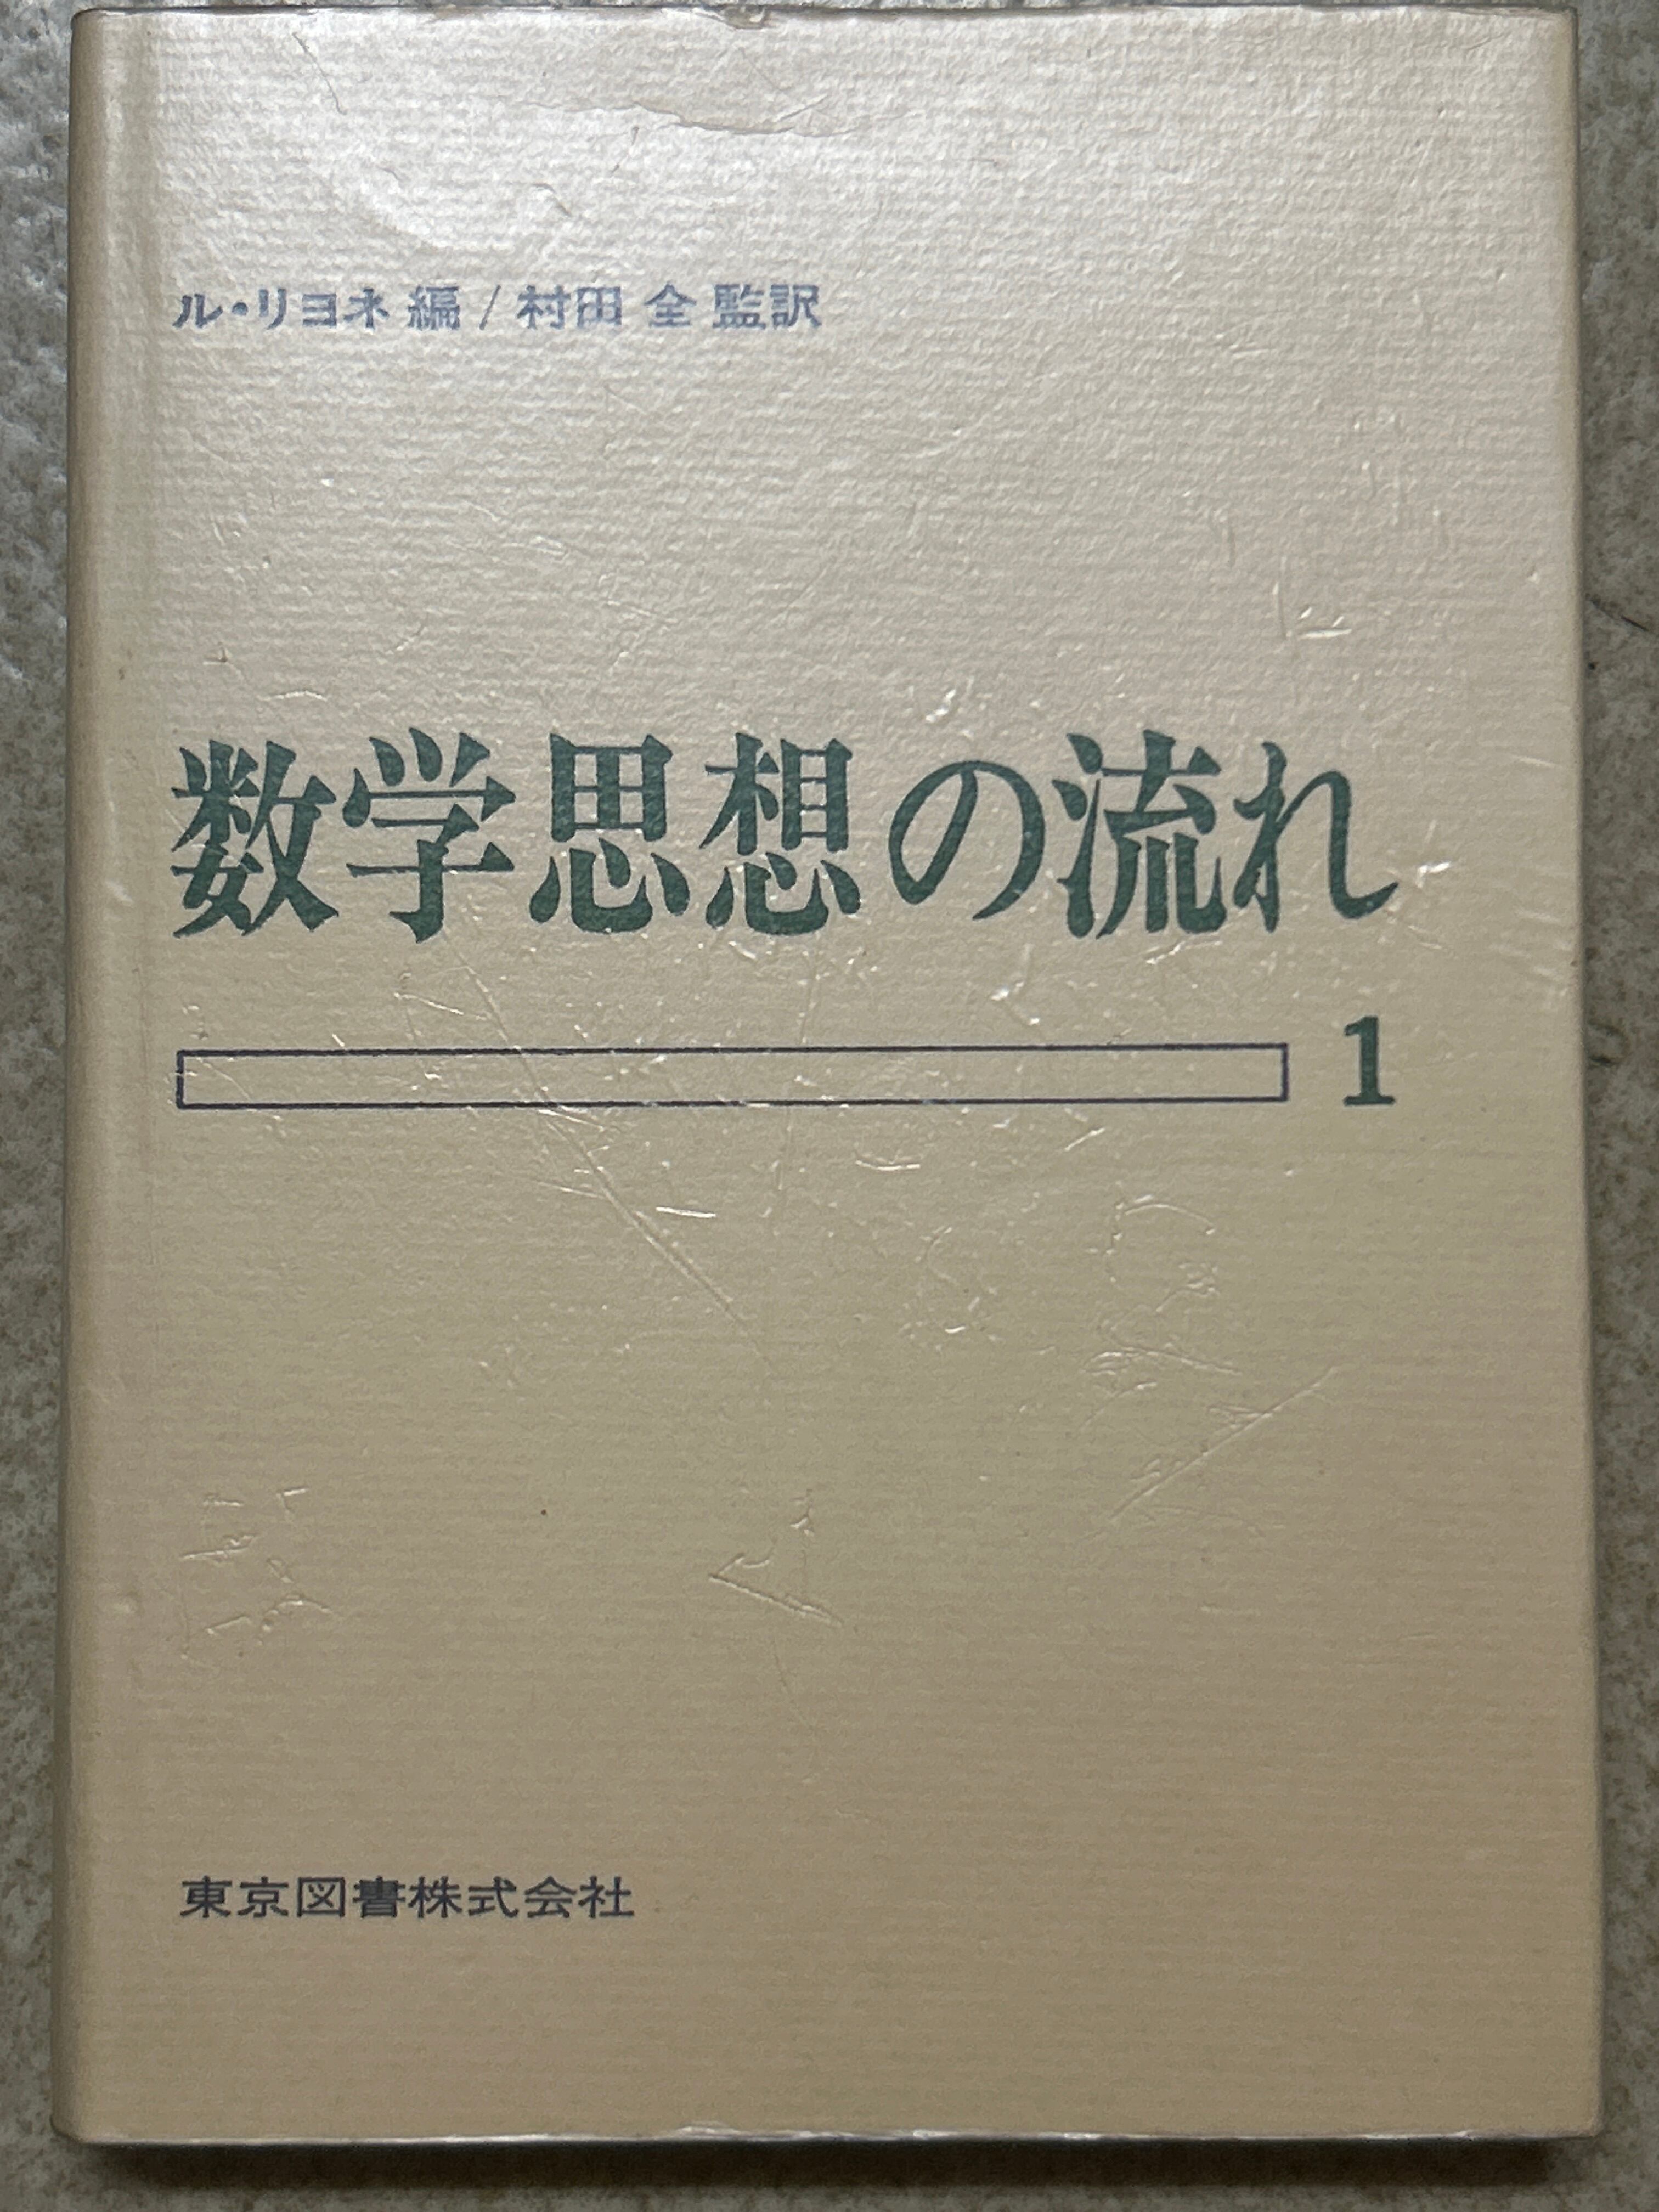 ル・リヨネ 編 / 村田 全 監訳
数学思想の流れ
1
東京図書株式会社